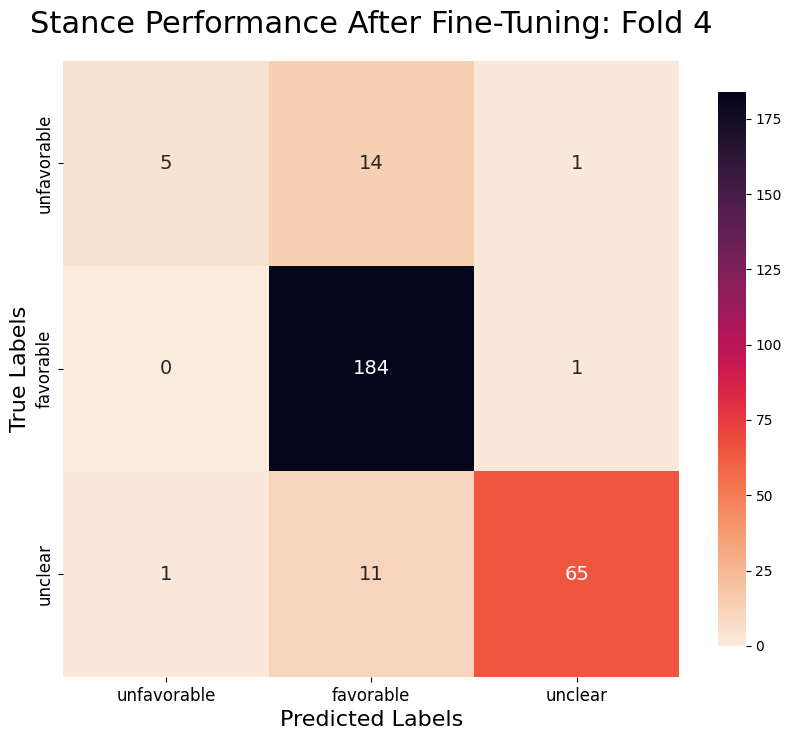 Stance Performance After Fine-Tuning: Fold 4
True Labels
unfavorable
5 14 1
favorable
0 184 1
unclear
1 11 65
unfavorable favorable unclear
Predicted Labels
175
150
125
100
75
50
25
0